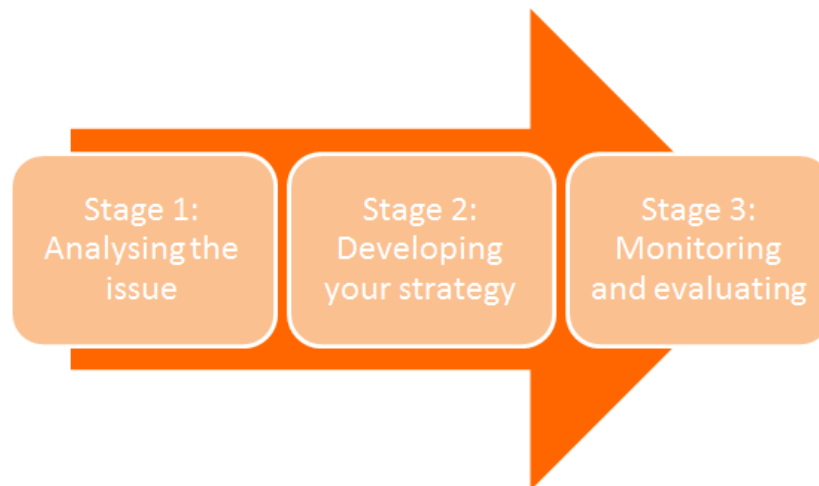 Stage 1:
Analysing the
issue
Stage 2:
Developing
your strategy
Stage 3:
Monitoring
and evaluating